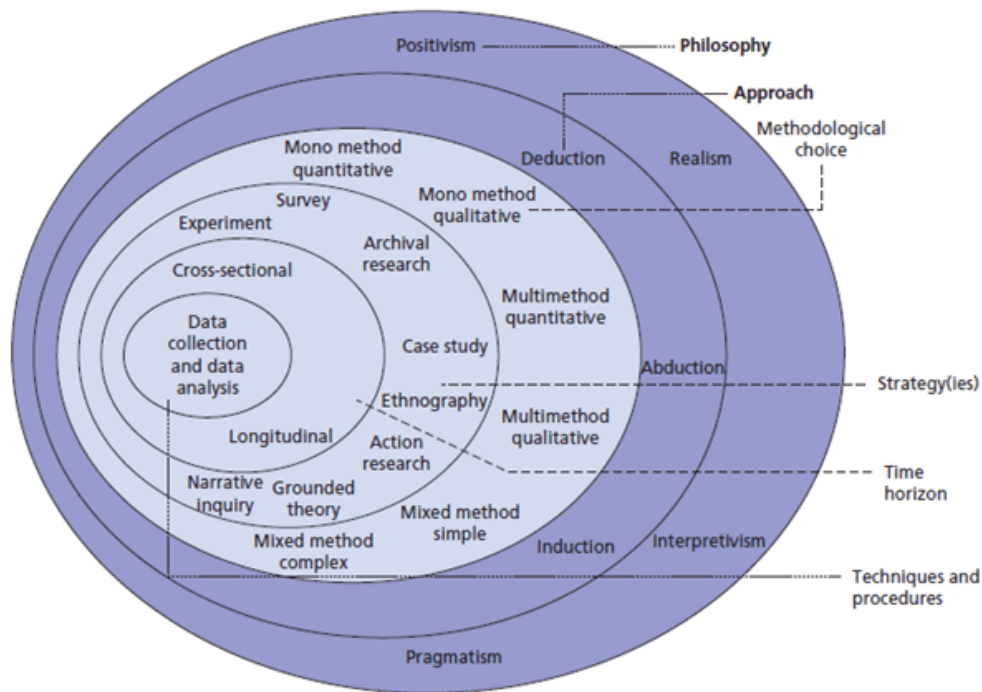 Positivism
Philosophy
Approach
Methodological
choice
Mono method
quantitative
Deduction
Realism
Mono method
qualitative
Survey
Experiment
Archival
research
Cross-sectional
Multimethod
quantitative
Data
collection
and data
analysis
Case study
Abduction
Strategy(ies)
Ethnography
Multimethod
qualitative
Longitudinal
Action
research
Time
horizon
Narrative
inquiry
Grounded
theory
Mixed method
simple
Mixed method
complex
Induction
Interpretivism
Techniques and
procedures
Pragmatism